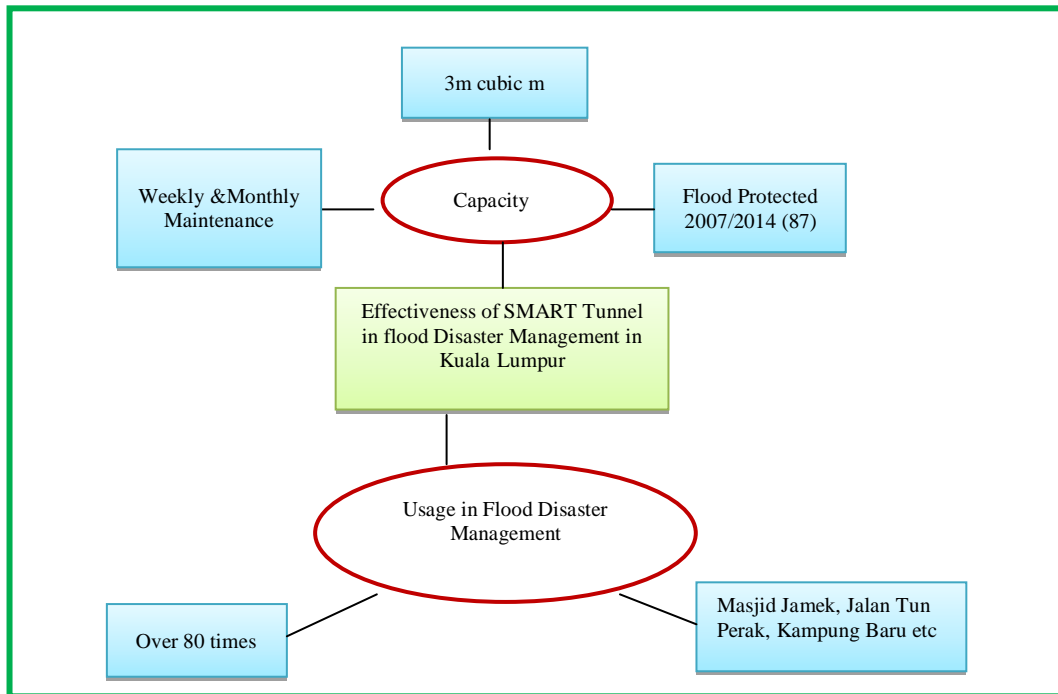 3m cubic m
Weekly &Monthly
Maintenance
Capacity
Flood Protected
2007/2014 (87)
Effectiveness of SMART Tunnel
in flood Disaster Management in
Kuala Lumpur
Usage in Flood Disaster
Management
Over 80 times
Masjid Jamek, Jalan Tun
Perak, Kampung Baru etc